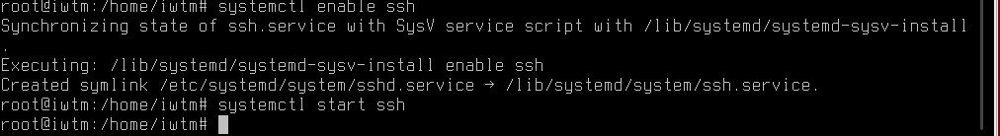 root@iwtm:/home/iwtm# systemctl enable ssh
Synchronizing state of ssh.service with SysV service script with /lib/systemd/systemd-sysv-install
.
Executing: /lib/systemd/systemd-sysv-install enable ssh
Created symlink /etc/systemd/system/sshd.service → /lib/systemd/system/ssh.service.
root@iwtm:/home/iwtm# systemctl start ssh
root@iwtm:/home/iwtm#